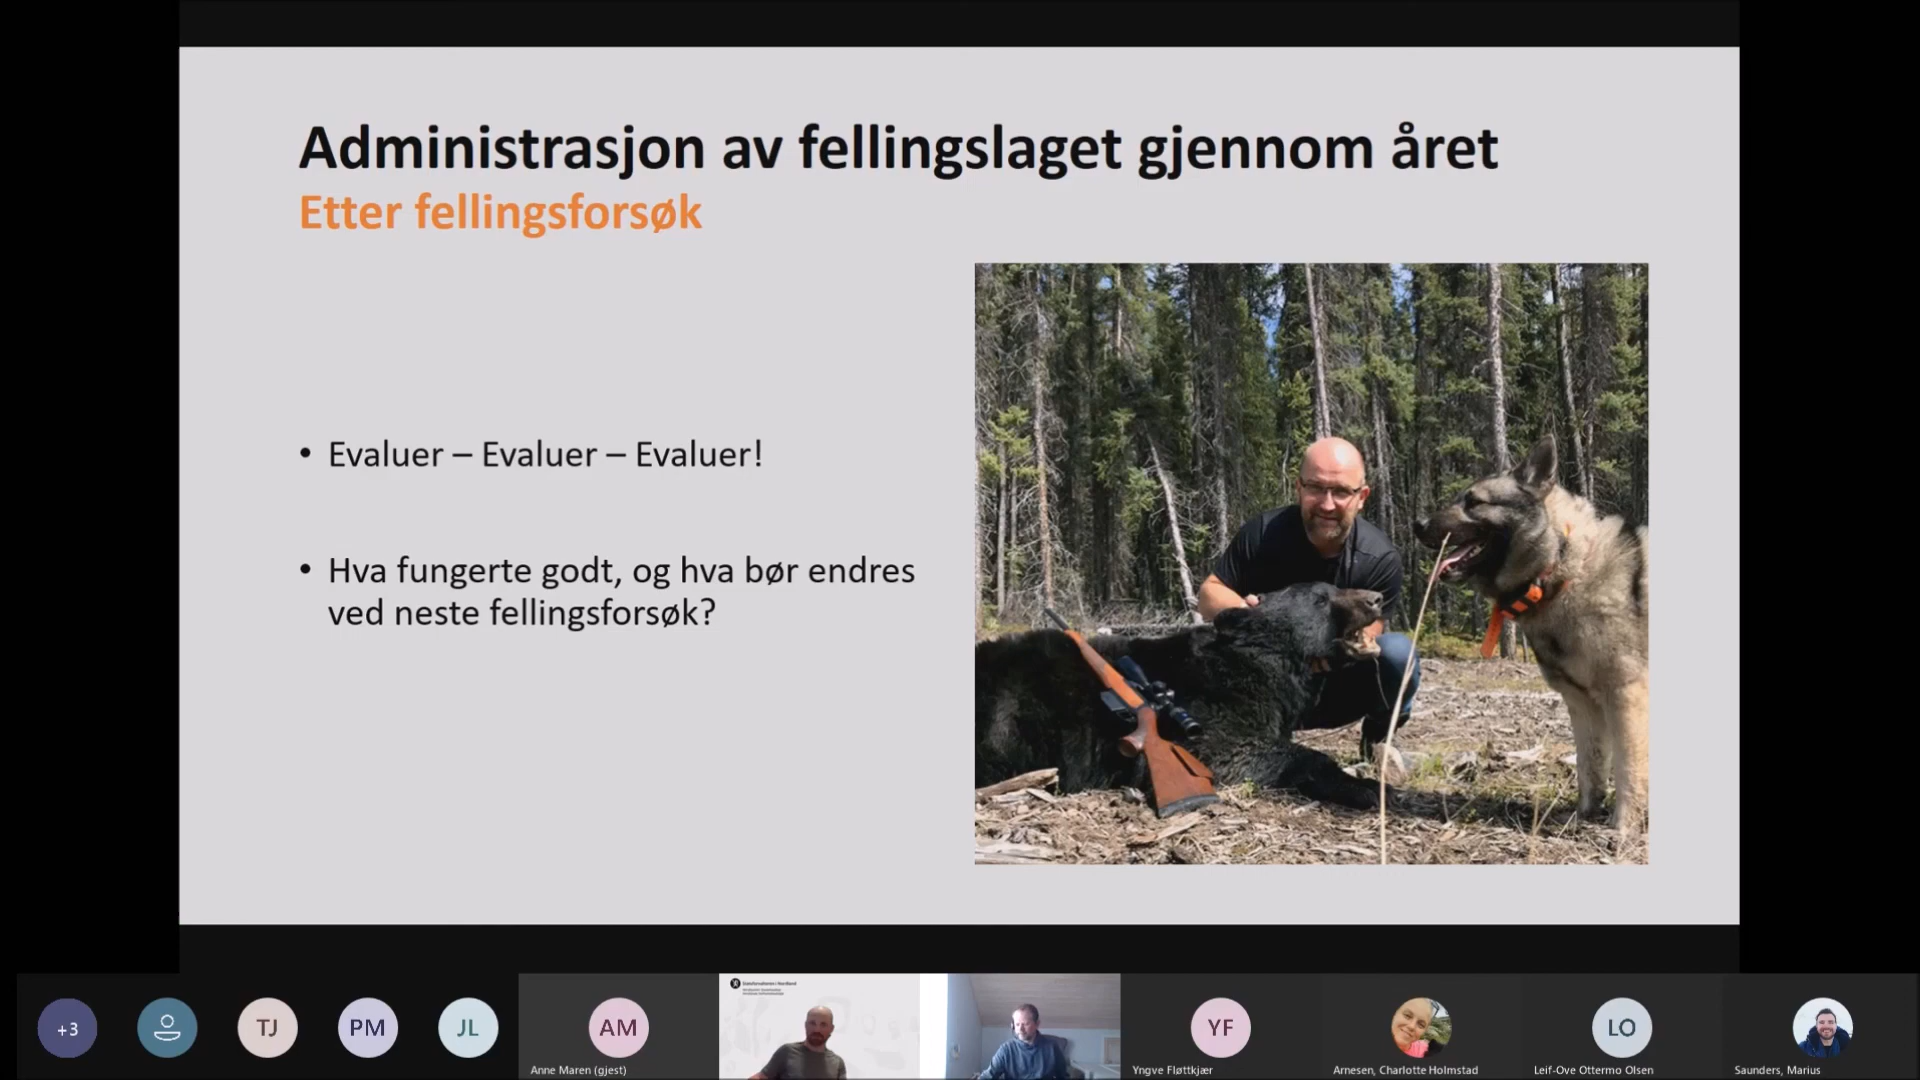 Administrasjon av fellingslaget gjennom året
Etter fellingsforsøk
• Evaluer – Evaluer – Evaluer!
• Hva fungerte godt, og hva bør endres
ved neste fellingsforsøk?
+3
TJ
PM
JL
AM
Anne Maren (gjest)
YF
Yngve Fløttkjær
Arnesen, Charlotte Holmstad
LO
Leif-Ove Ottermo Olsen
Saunders, Marius